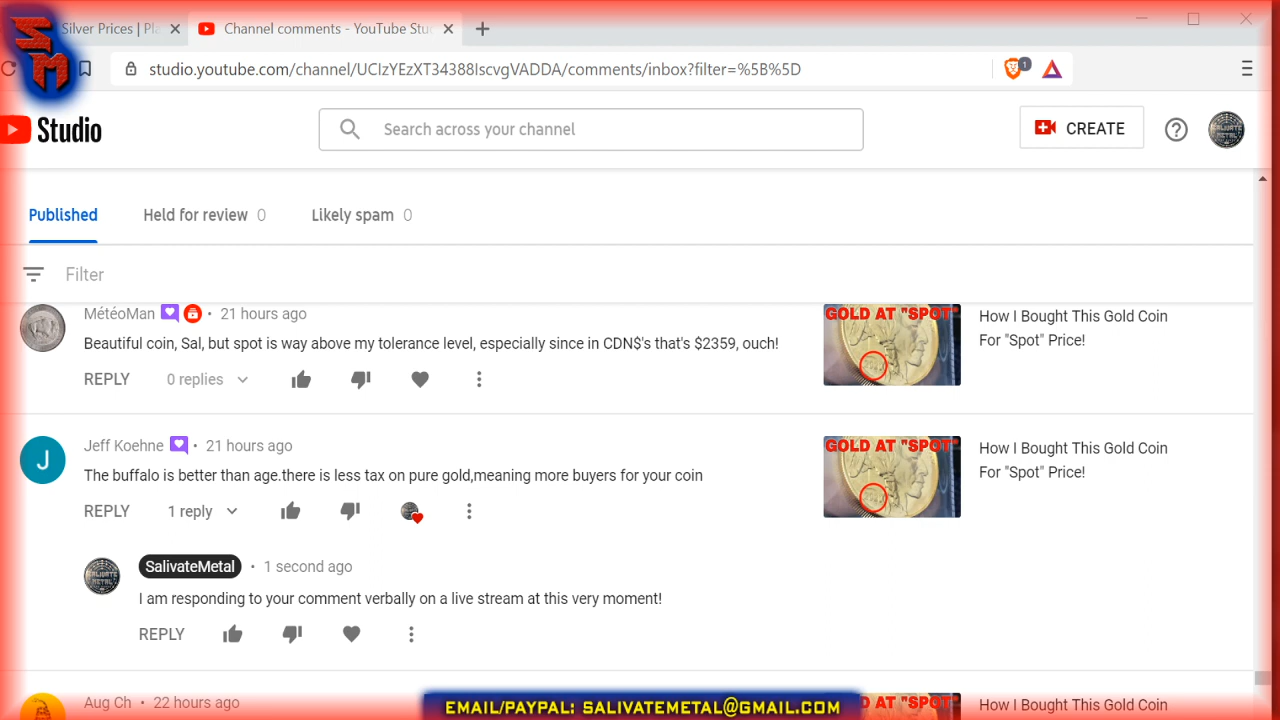 SM
Silver Prices | Pla
Channel comments - YouTube Stud
studio.youtube.com/channel/UCIzYEzXT34388IscvgVADDA/comments/inbox?filter=%5B%5D
1
Studio
Search across your channel
CREATE
Published
Held for review 0
Likely spam 0
Filter
MétéoMan • 21 hours ago
Beautiful coin, Sal, but spot is way above my tolerance level, especially since in CDN$'s that's $2359, ouch!
REPLY 0 replies
GOLD AT "SPOT"
How I Bought This Gold Coin
For "Spot" Price!
J
Jeff Koehne • 21 hours ago
The buffalo is better than age.there is less tax on pure gold,meaning more buyers for your coin
REPLY 1 reply
GOLD AT "SPOT"
How I Bought This Gold Coin
For "Spot" Price!
SALIVATE METAL
SalivateMetal • 1 second ago
I am responding to your comment verbally on a live stream at this very moment!
REPLY
Aug Ch • 22 hours ago
D AT "SPOT"
How I Bought This Gold Coin
EMAIL/PAYPAL: SALIVATEMETAL@GMAIL.COM